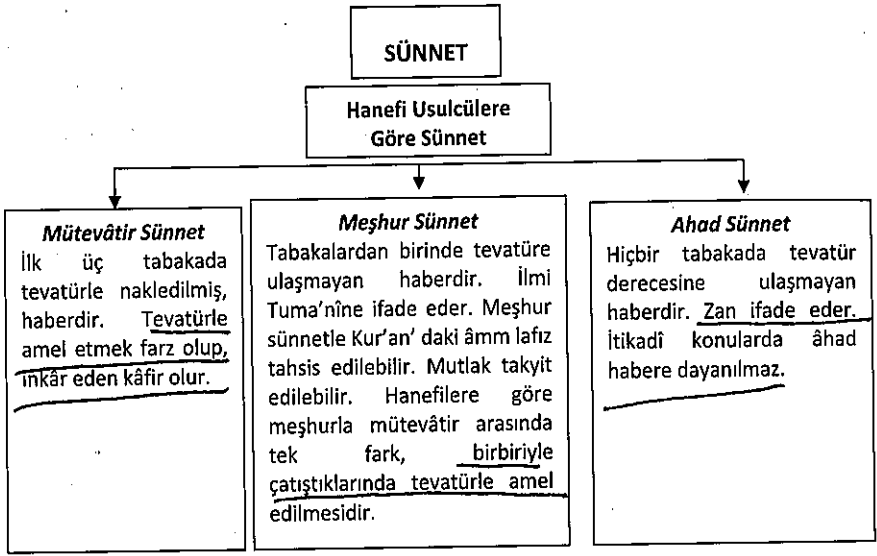 SÜNNET
Hanefi Usulcülere
Göre Sünnet
Mütevâtir Sünnet
İlk üç tabakada
tevatürle nakledilmiş,
haberdir. Tevatürle
amel etmek farz olup,
inkâr eden kâfir olur.
Meşhur Sünnet
Tabakalardan birinde tevatüre
ulaşmayan haberdir. İlmi
Tuma'nîne ifade eder. Meşhur
sünnetle Kur'an' daki âmm lafız
tahsis edilebilir. Mutlak takyit
edilebilir. Hanefilere göre
meşhurla mütevâtir arasında
tek fark, birbiriyle
çatıştıklarında tevatürle amel
edilmesidir.
Ahad Sünnet
Hiçbir tabakada tevatür
derecesine ulaşmayan
haberdir. Zan ifade eder.
İtikadî konularda âhad
habere dayanılmaz.